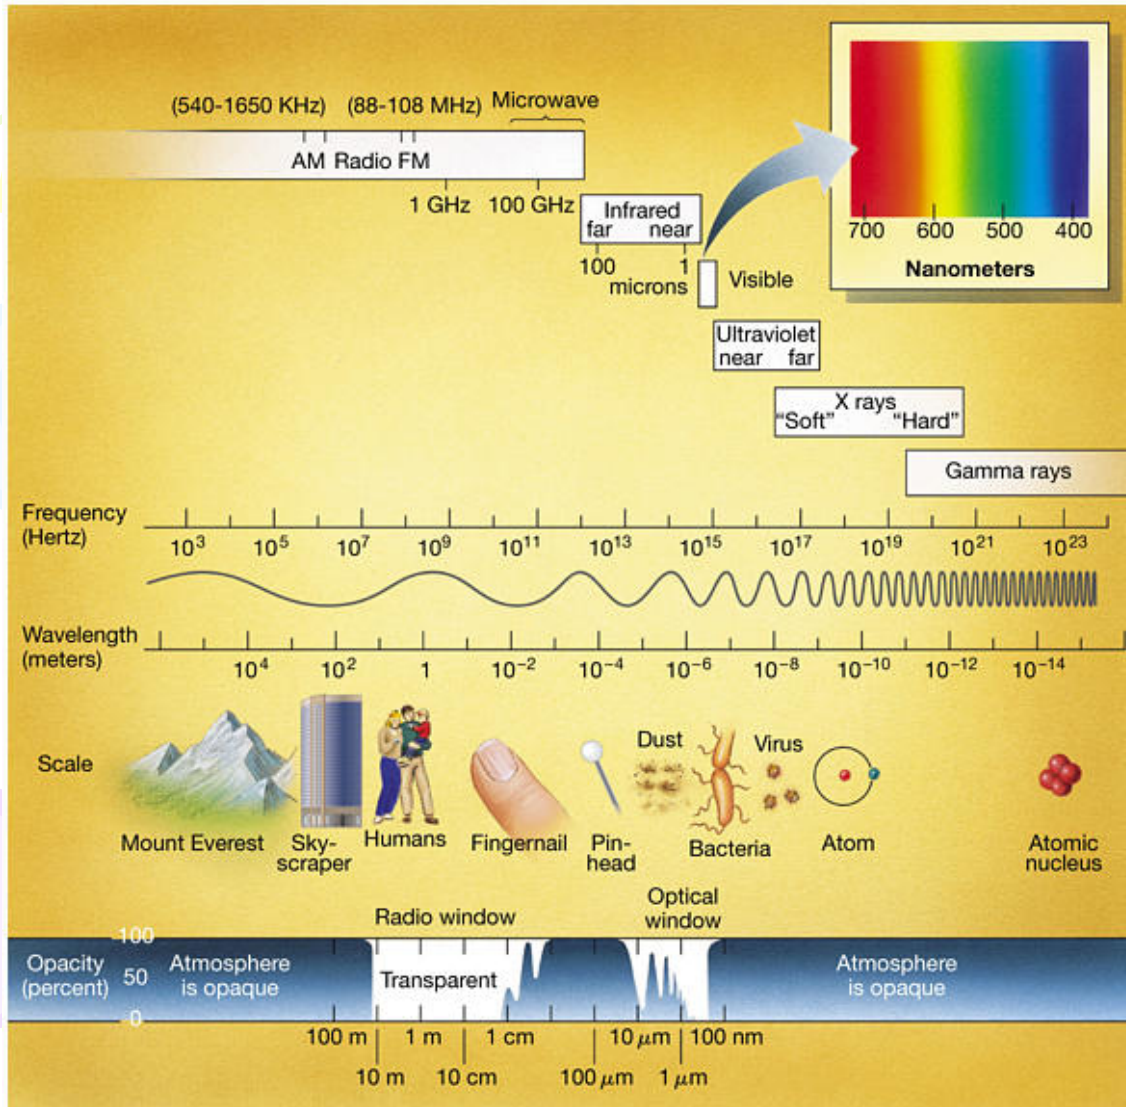 (540-1650 KHz) (88-108 MHz) Microwave
AM Radio FM
1 GHz 100 GHz
Infrared
far near
100 1
microns
Visible
700 600 500 400
Nanometers
Ultraviolet
near far
X rays
“Soft” “Hard”
Gamma rays
Frequency
(Hertz)
10³ 10⁵ 10⁷ 10⁹ 10¹¹ 10¹³ 10¹⁵ 10¹⁷ 10¹⁹ 10²¹ 10²³
Wavelength
(meters)
10⁴ 10² 1 10⁻² 10⁻⁴ 10⁻⁶ 10⁻⁸ 10⁻¹⁰ 10⁻¹² 10⁻¹⁴
Scale
Mount Everest
Sky-
scraper
Humans
Fingernail
Pin-
head
Dust
Bacteria
Virus
Atom
Atomic
nucleus
Radio window
Optical
window
Opacity
(percent)
100
50
0
Atmosphere
is opaque
Transparent
Atmosphere
is opaque
100 m 1 m 1 cm 10 μm 100 nm
10 m 10 cm 100 μm 1 μm